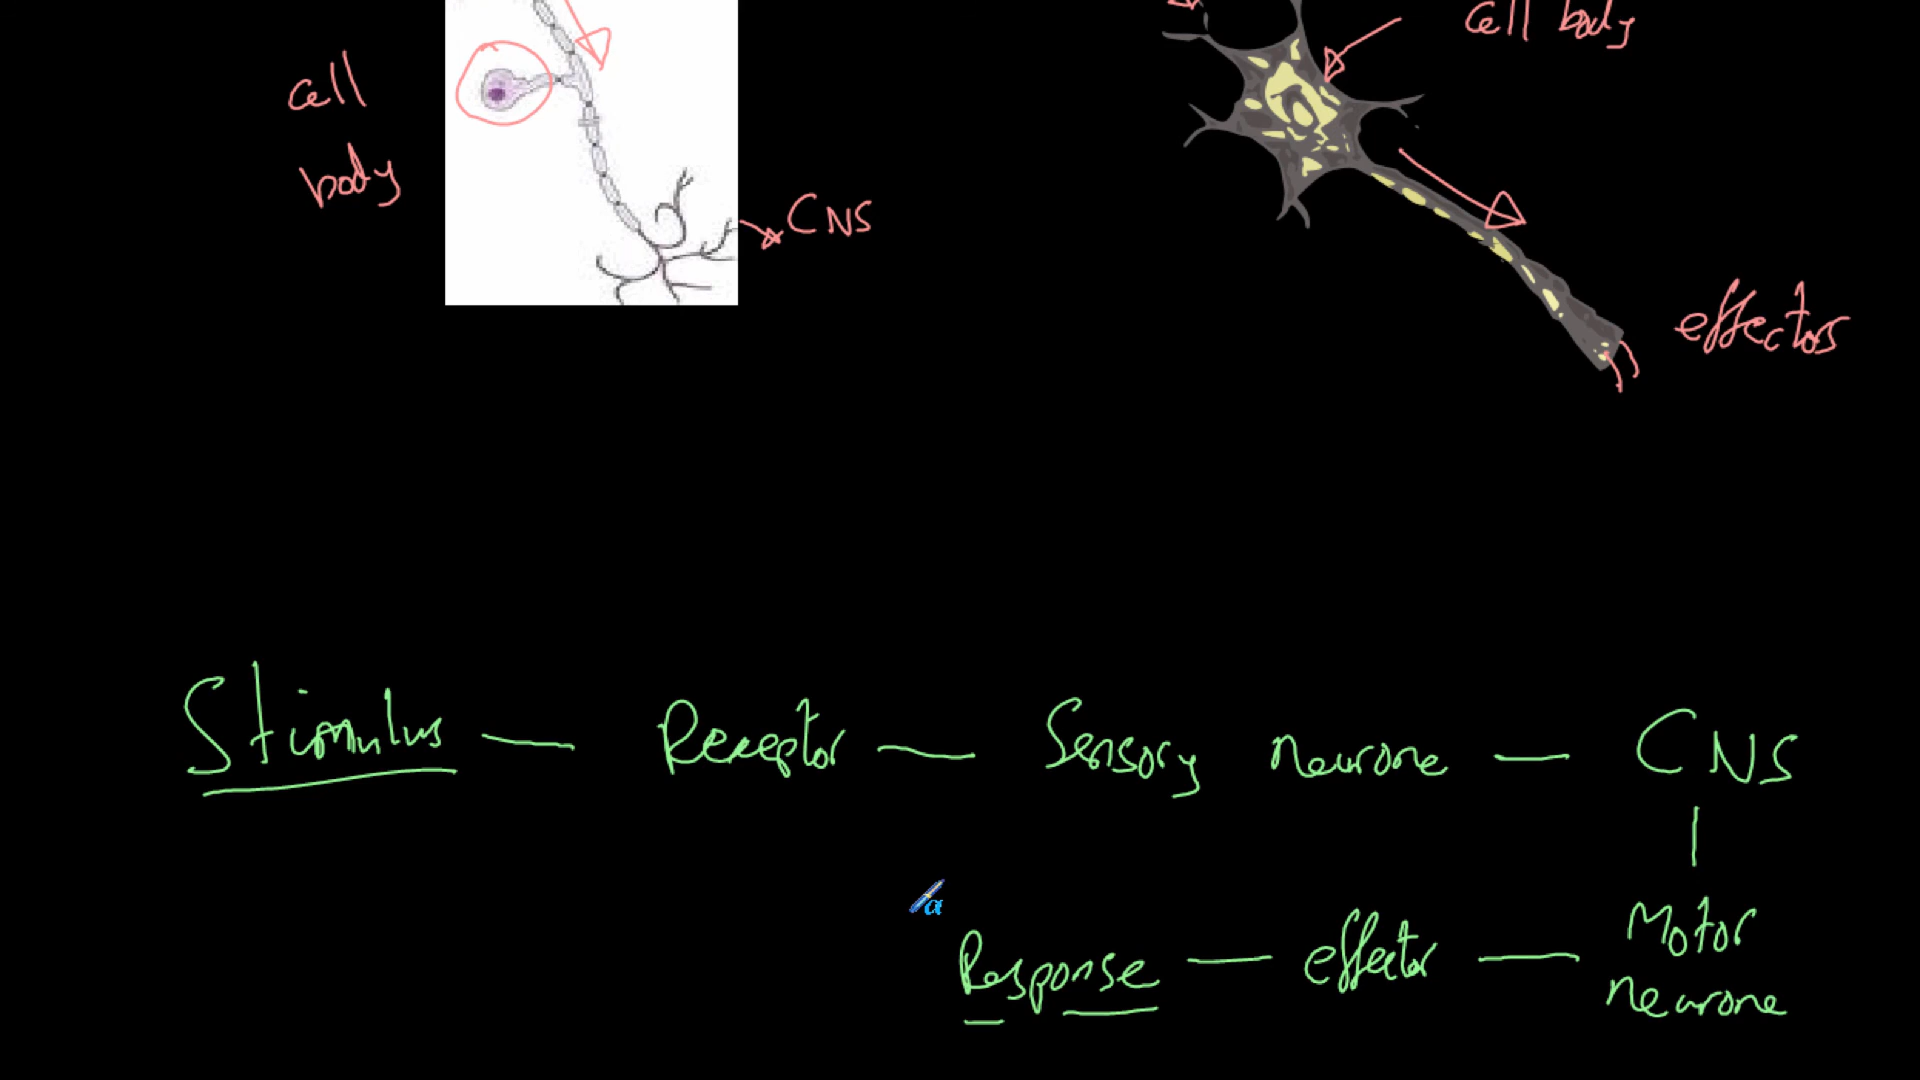 cell body
cell
body
CNS
effectors
Stimulus — Receptor — Sensory neurone — CNS
Response — effector — Motor
neurone